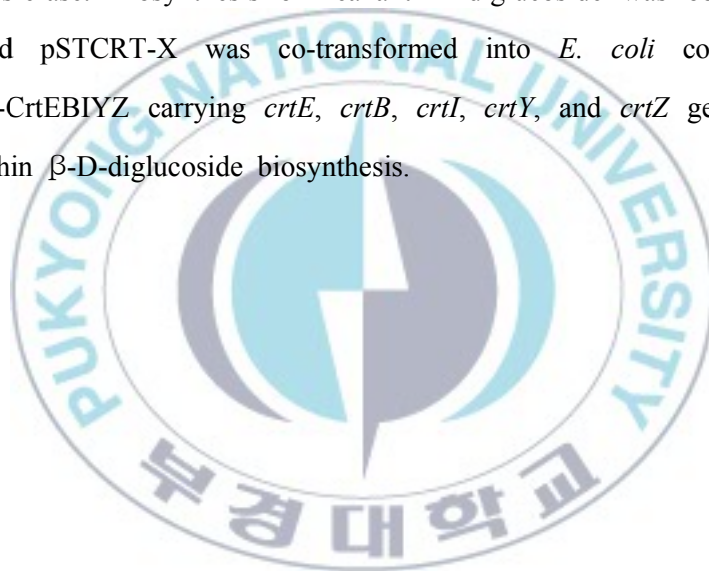 d pSTCRT-X was co-transformed into E. coli co
-CrtEBIYZ carrying crtE, crtB, crtI, crtY, and crtZ ge
hin β-D-diglucoside biosynthesis.
PUKYONG NATIONAL UNIVERSITY
부경대학교